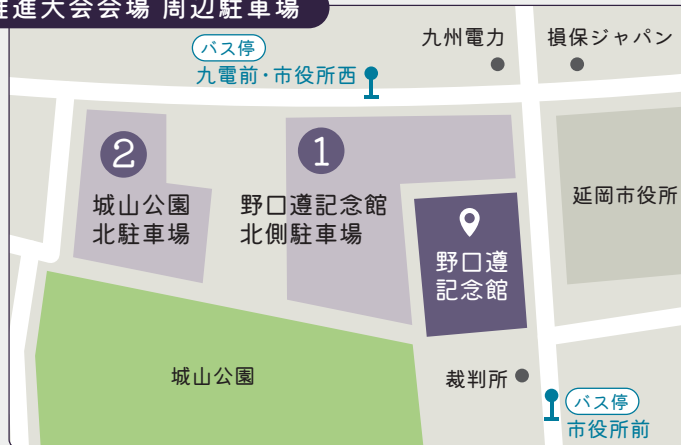 進大会会場 周辺駐車場
バス停
九電前・市役所西
九州電力
損保ジャパン
2
城山公園
北駐車場
1
野口遵記念館
北側駐車場
野口遵
記念館
延岡市役所
城山公園
裁判所
バス停
市役所前